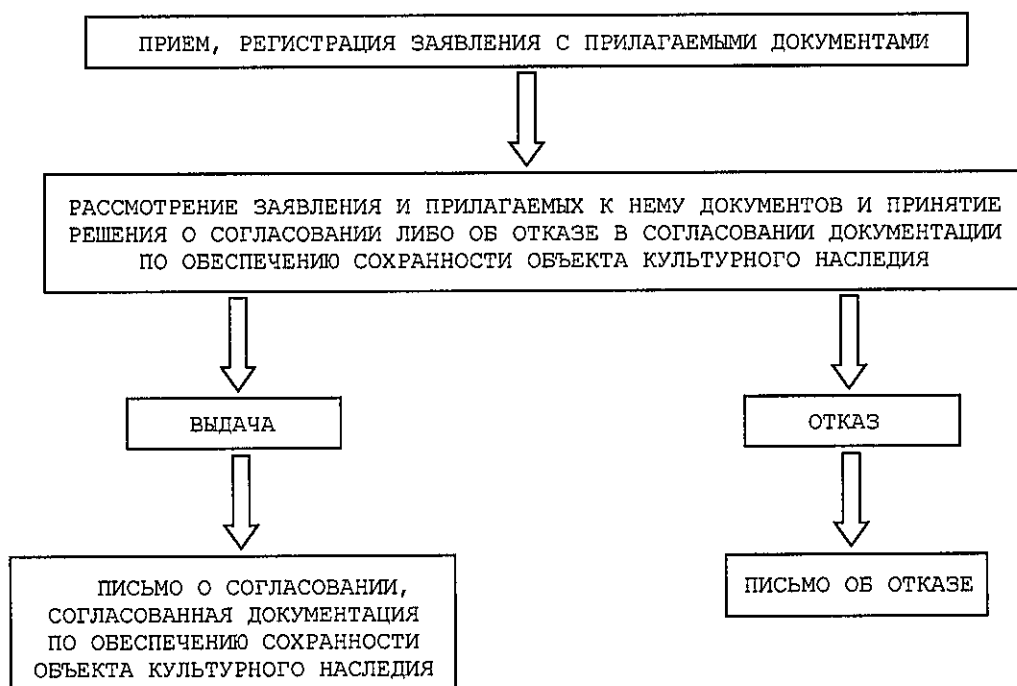 ПРИЕМ, РЕГИСТРАЦИЯ ЗАЯВЛЕНИЯ С ПРИЛАГАЕМЫМИ ДОКУМЕНТАМИ
РАССМОТРЕНИЕ ЗАЯВЛЕНИЯ И ПРИЛАГАЕМЫХ К НЕМУ ДОКУМЕНТОВ И ПРИНЯТИЕ
РЕШЕНИЯ О СОГЛАСОВАНИИ ЛИБО ОБ ОТКАЗЕ В СОГЛАСОВАНИИ ДОКУМЕНТАЦИИ
ПО ОБЕСПЕЧЕНИЮ СОХРАННОСТИ ОБЪЕКТА КУЛЬТУРНОГО НАСЛЕДИЯ
ВЫДАЧА
ОТКАЗ
ПИСЬМО О СОГЛАСОВАНИИ,
СОГЛАСОВАННАЯ ДОКУМЕНТАЦИЯ
ПО ОБЕСПЕЧЕНИЮ СОХРАННОСТИ
ОБЪЕКТА КУЛЬТУРНОГО НАСЛЕДИЯ
ПИСЬМО ОБ ОТКАЗЕ